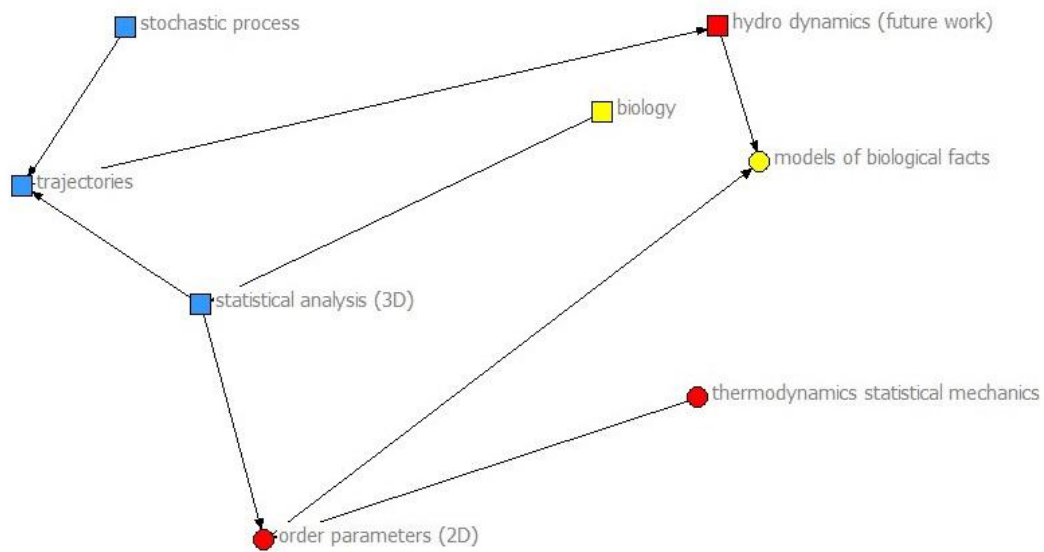 stochastic process
hydro dynamics (future work)
biology
models of biological facts
trajectories
statistical analysis (3D)
thermodynamics statistical mechanics
order parameters (2D)